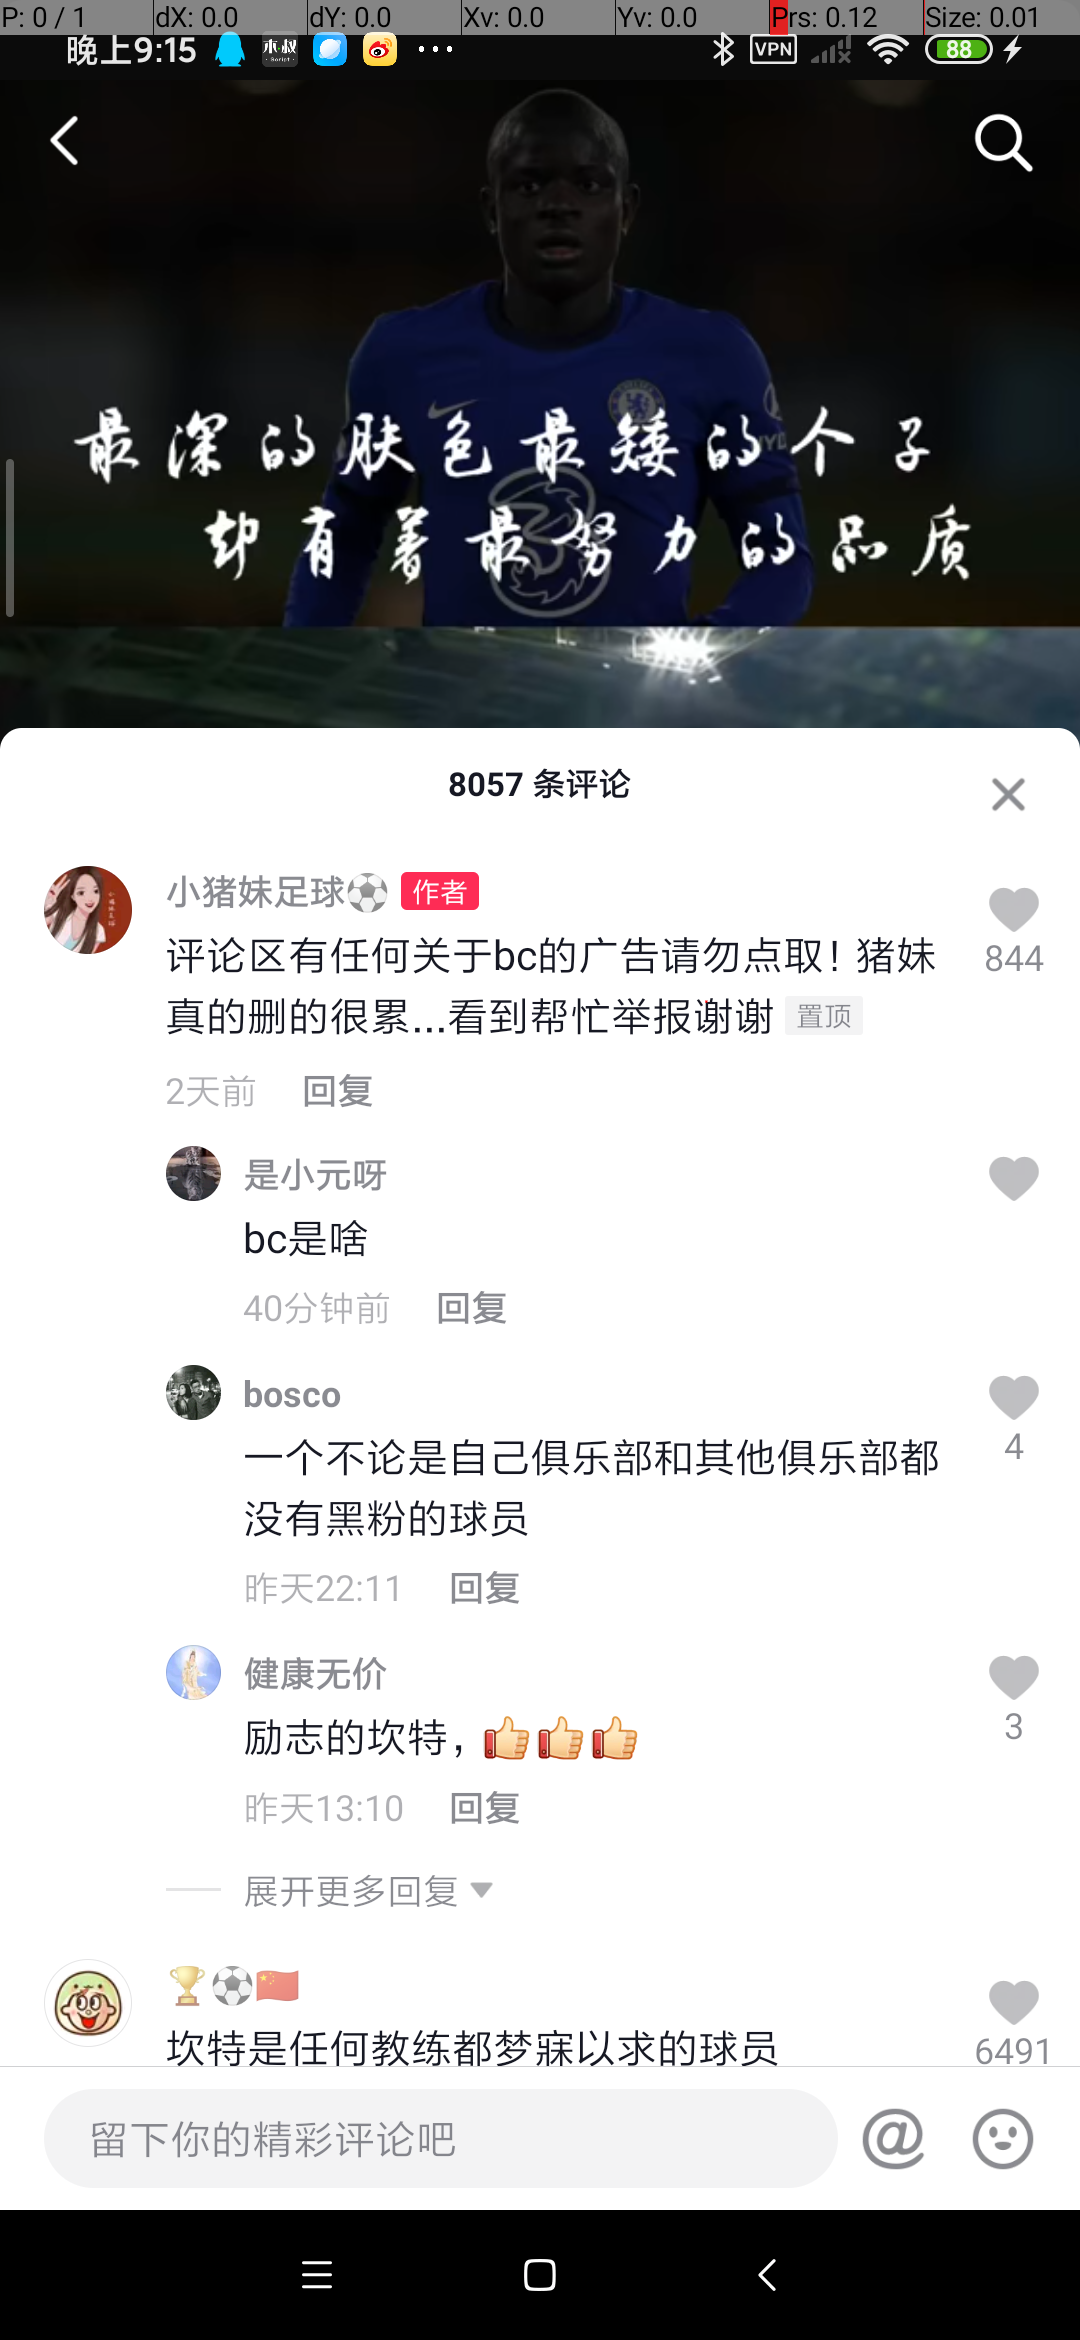 P: 0 / 1 dX: 0.0 dY: 0.0 Xv: 0.0 Yv: 0.0 Prs: 0.12 Size: 0.01
晚上9:15 木叔 Script VPN 88
最深的肤色最矮的个子
却有着最努力的品质
8057 条评论
小猪妹足球⚽ 作者
评论区有任何关于bc的广告请勿点取！猪妹
真的删的很累...看到帮忙举报谢谢 置顶
844
2天前 回复
是小元呀
bc是啥
40分钟前 回复
bosco
一个不论是自己俱乐部和其他俱乐部都
没有黑粉的球员
4
昨天22:11 回复
健康无价
励志的坎特，👍👍👍
3
昨天13:10 回复
展开更多回复
🏆⚽🇨🇳
坎特是任何教练都梦寐以求的球员
6491
留下你的精彩评论吧 @